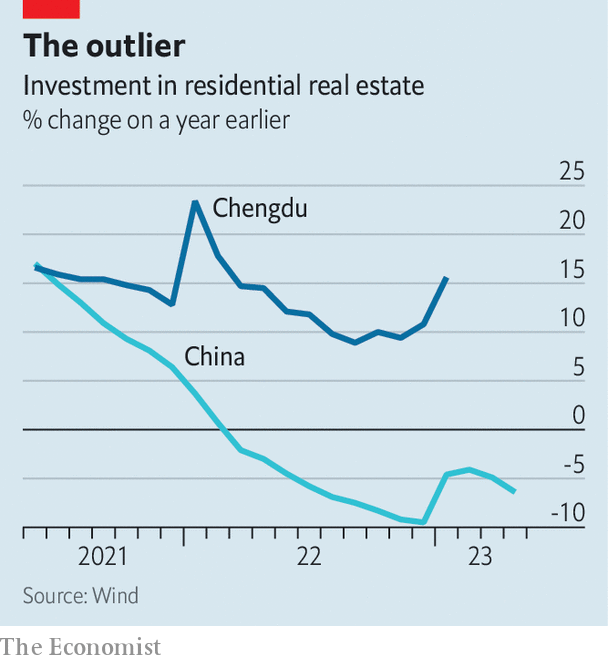 The outlier
Investment in residential real estate
% change on a year earlier
25
Chengdu
20
15
10
China
5
0
-5
-10
2021
22
23
Source: Wind
The Economist